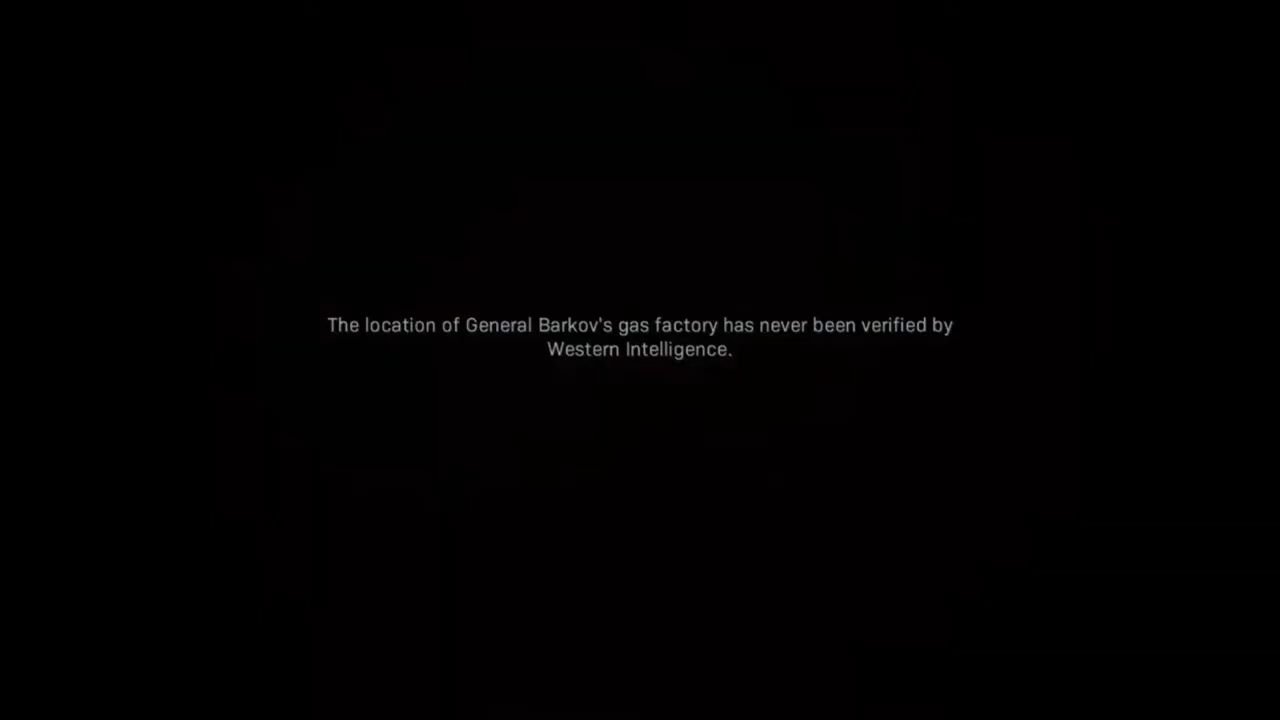 The location of General Barkov's gas factory has never been verified by
Western Intelligence.